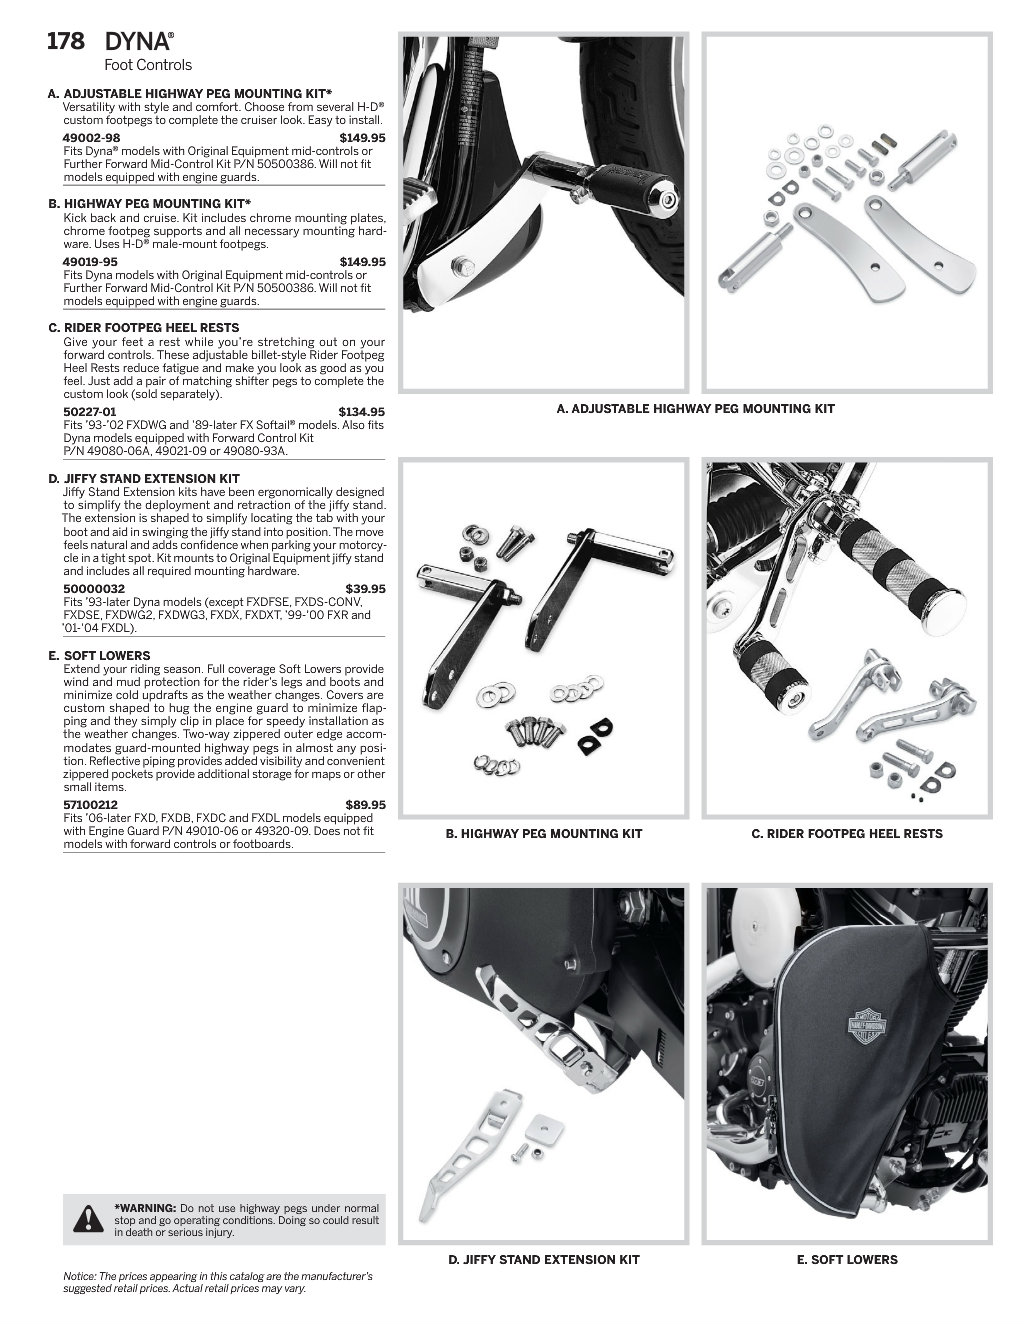 178 DYNA®
Foot Controls
A. ADJUSTABLE HIGHWAY PEG MOUNTING KIT*
Versatility with style and comfort. Choose from several H-D®
custom footpegs to complete the cruiser look. Easy to install.
49002-98 $149.95
Fits Dyna® models with Original Equipment mid-controls or
Further Forward Mid-Control Kit P/N 50500386. Will not fit
models equipped with engine guards.
B. HIGHWAY PEG MOUNTING KIT*
Kick back and cruise. Kit includes chrome mounting plates,
chrome footpeg supports and all necessary mounting hard-
ware. Uses H-D® male-mount footpegs.
49019-95 $149.95
Fits Dyna models with Original Equipment mid-controls or
Further Forward Mid-Control Kit P/N 50500386. Will not fit
models equipped with engine guards.
C. RIDER FOOTPEG HEEL RESTS
Give your feet a rest while you're stretching out on your
forward controls. These adjustable billet-style Rider Footpeg
Heel Rests reduce fatigue and make you look as good as you
feel. Just add a pair of matching shifter pegs to complete the
custom look (sold separately).
50227-01 $134.95
Fits '93-'02 FXDWG and '89-later FX Softail® models. Also fits
Dyna models equipped with Forward Control Kit
P/N 49080-06A, 49021-09 or 49080-93A.
D. JIFFY STAND EXTENSION KIT
Jiffy Stand Extension kits have been ergonomically designed
to simplify the deployment and retraction of the jiffy stand.
The extension is shaped to simplify locating the tab with your
boot and aid in swinging the jiffy stand into position. The move
feels natural and adds confidence when parking your motorcy-
cle in a tight spot. Kit mounts to Original Equipment jiffy stand
and includes all required mounting hardware.
50000032 $39.95
Fits '93-later Dyna models (except FXDFSE, FXDS-CONV,
FXDSE, FXDWG2, FXDWG3, FXDX, FXDXT, '99-'00 FXR and
'01-'04 FXDL).
E. SOFT LOWERS
Extend your riding season. Full coverage Soft Lowers provide
wind and mud protection for the rider's legs and boots and
minimize cold updrafts as the weather changes. Covers are
custom shaped to hug the engine guard to minimize flap-
ping and they simply clip in place for speedy installation as
the weather changes. Two-way zippered outer edge accom-
modates guard-mounted highway pegs in almost any posi-
tion. Reflective piping provides added visibility and convenient
zippered pockets provide additional storage for maps or other
small items.
57100212 $89.95
Fits '06-later FXD, FXDB, FXDC and FXDL models equipped
with Engine Guard P/N 49010-06 or 49320-09. Does not fit
models with forward controls or footboards.
*WARNING: Do not use highway pegs under normal
stop and go operating conditions. Doing so could result
in death or serious injury.
Notice: The prices appearing in this catalog are the manufacturer's
suggested retail prices. Actual retail prices may vary.
A. ADJUSTABLE HIGHWAY PEG MOUNTING KIT
B. HIGHWAY PEG MOUNTING KIT
C. RIDER FOOTPEG HEEL RESTS
MOTOR
HARLEY-DAVIDSON
D. JIFFY STAND EXTENSION KIT
E. SOFT LOWERS